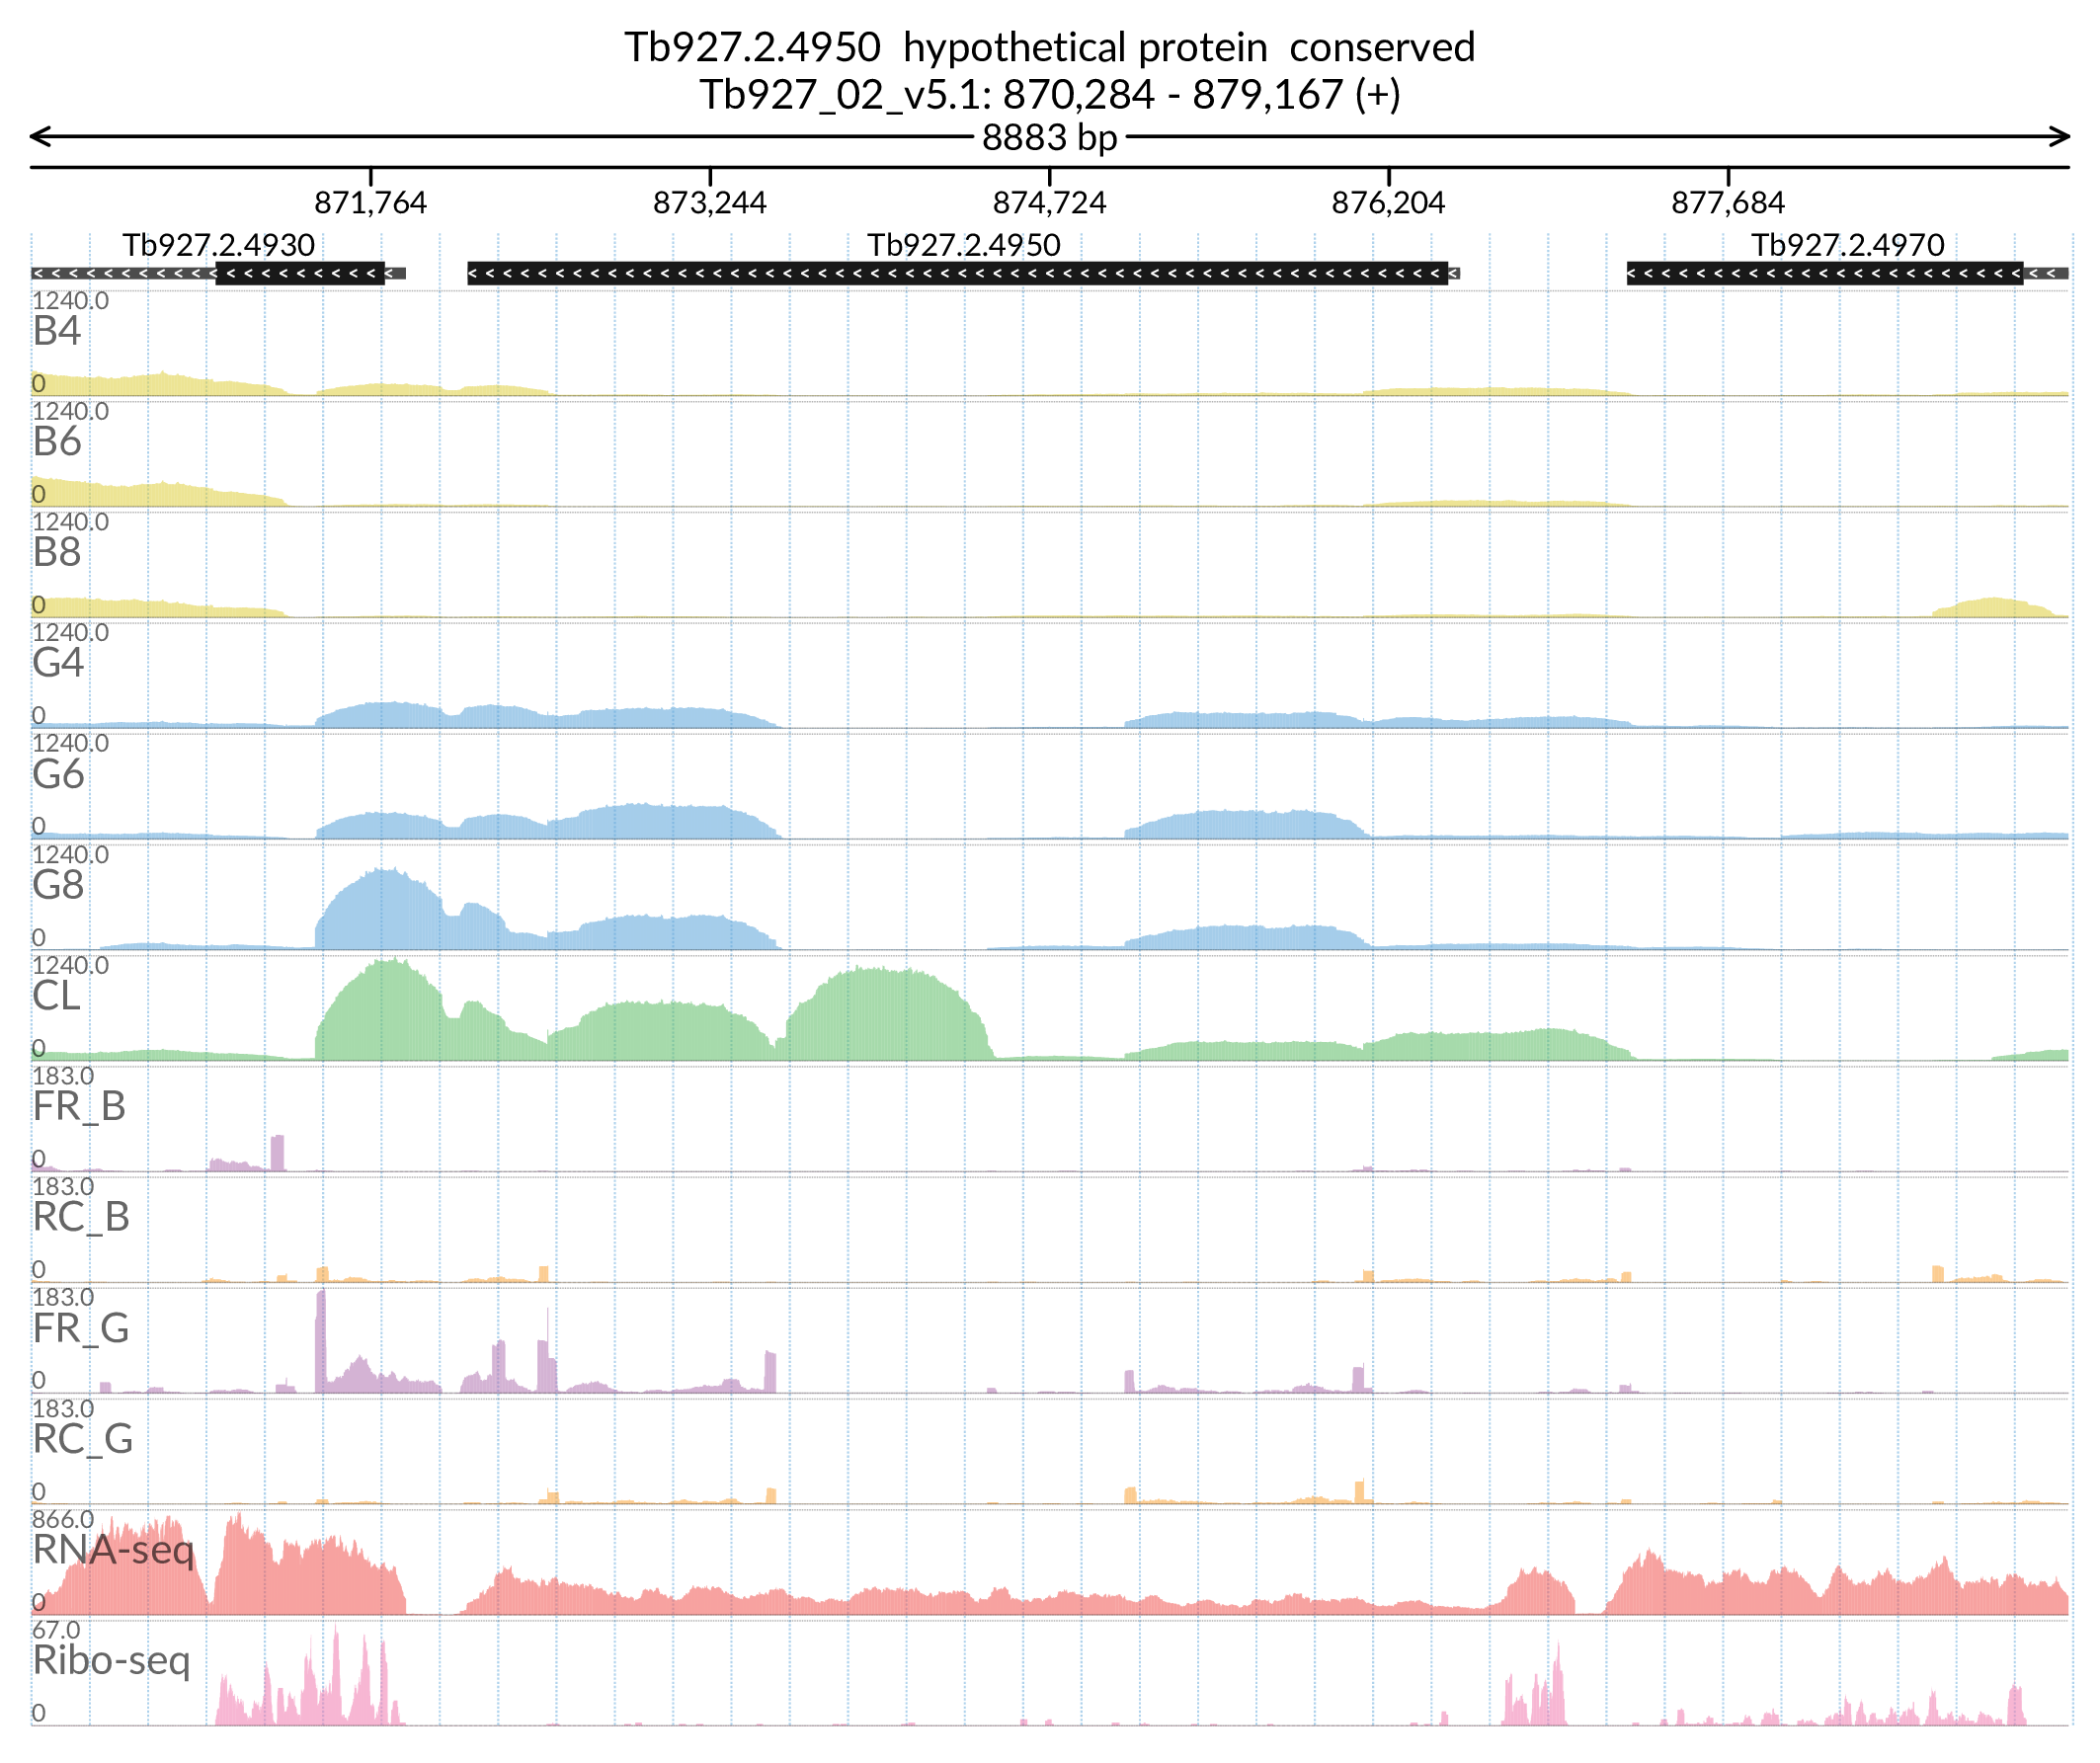 Tb927.2.4950 hypothetical protein conserved
Tb927_02_v5.1: 870,284 - 879,167 (+)
8883 bp
871,764 873,244 874,724 876,204 877,684
Tb927.2.4930 Tb927.2.4950 Tb927.2.4970
1240.0
B4
0
1240.0
B6
0
1240.0
B8
0
1240.0
G4
0
1240.0
G6
0
1240.0
G8
0
1240.0
CL
0
183.0
FR_B
0
183.0
RC_B
0
183.0
FR_G
0
183.0
RC_G
0
866.0
RNA-seq
0
67.0
Ribo-seq
0